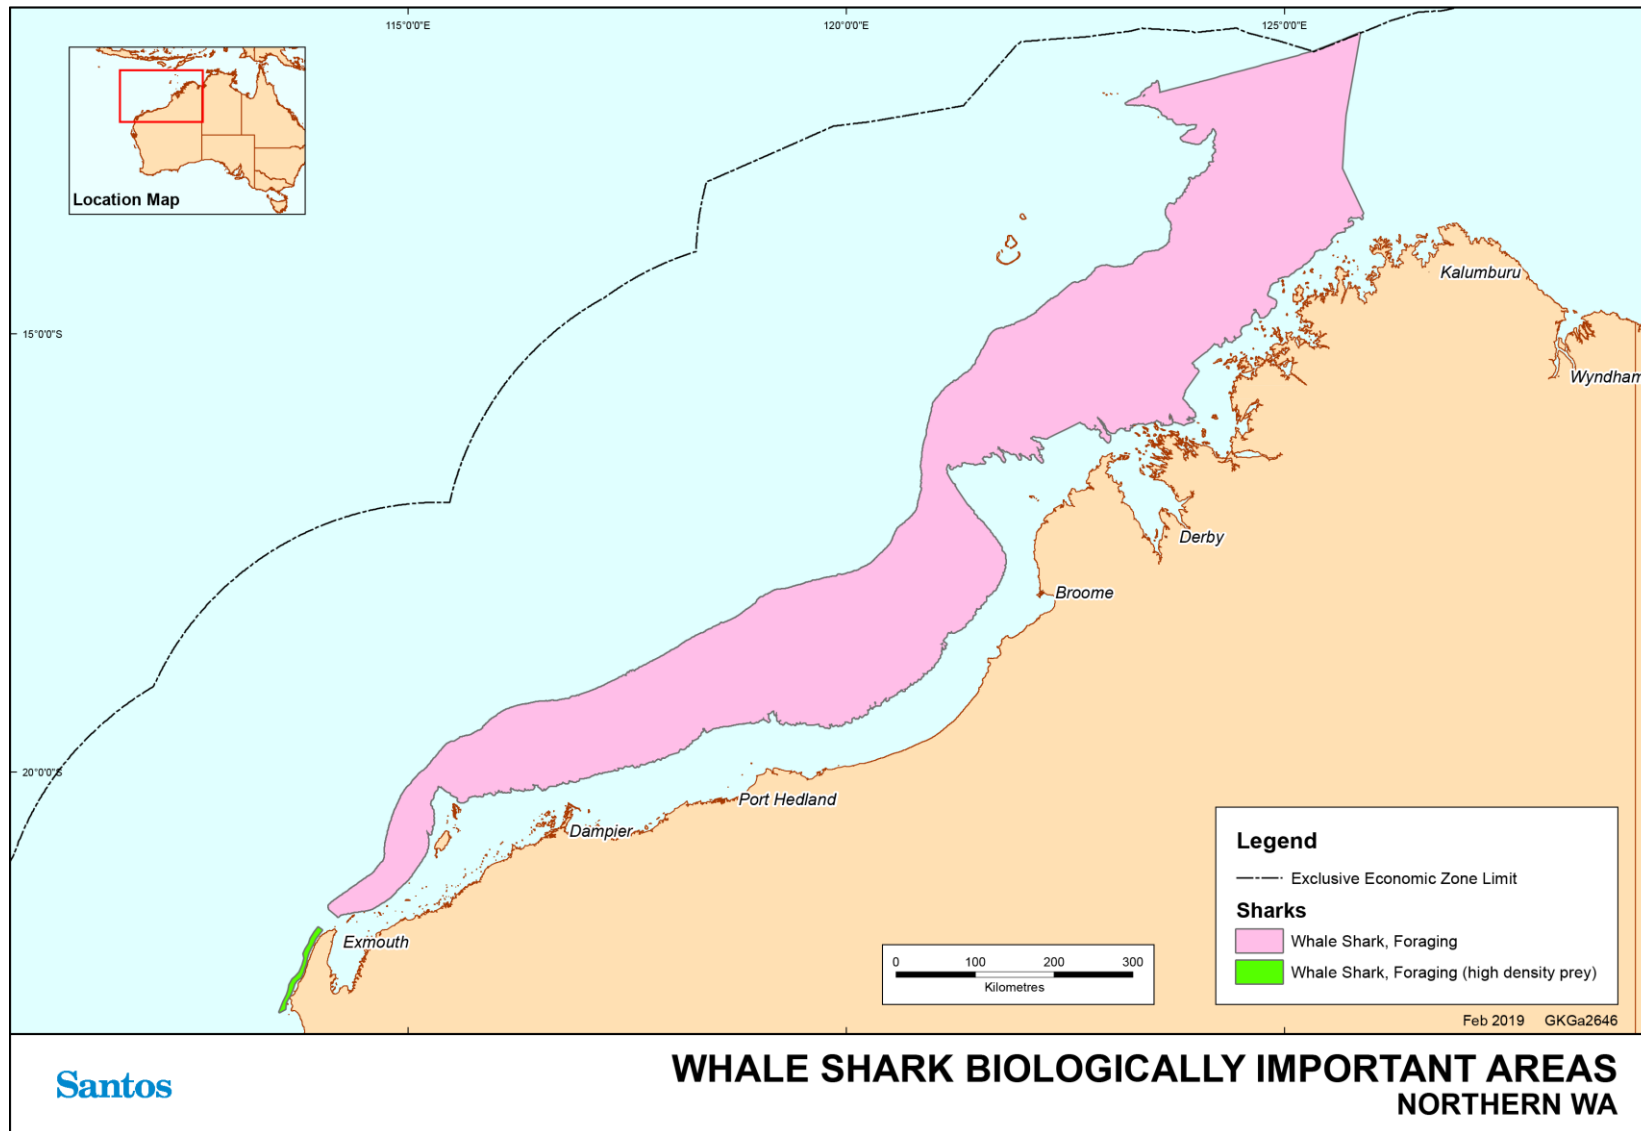 115°0'0"E
120°0'0"E
125°0'0"E
Location Map
Kalumburu
15°0'0"S
Wyndham
Derby
Broome
20°0'0"S
Port Hedland
Dampier
Exmouth
Legend
Exclusive Economic Zone Limit
Sharks
Whale Shark, Foraging
Whale Shark, Foraging (high density prey)
0 100 200 300
Kilometres
Feb 2019 GKGa2646
Santos
WHALE SHARK BIOLOGICALLY IMPORTANT AREAS
NORTHERN WA